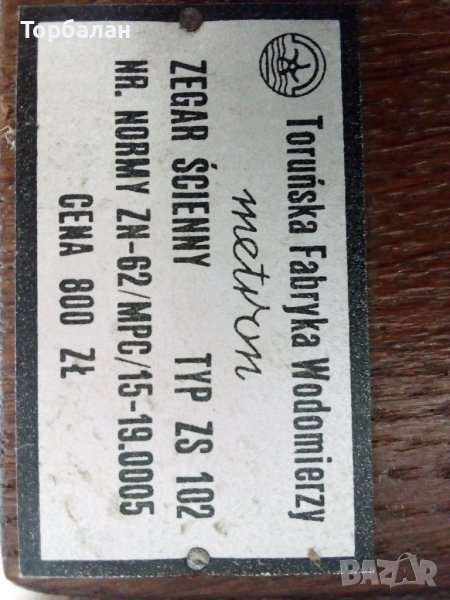 Торбалан
Toruńska Fabryka Wodomierzy
metron
ZEGAR ŚCIENNY TYP ZS 102
NR. NORMY ZN-62/MPC/15-19.0005
CENA 800 ZŁ
BAZAR